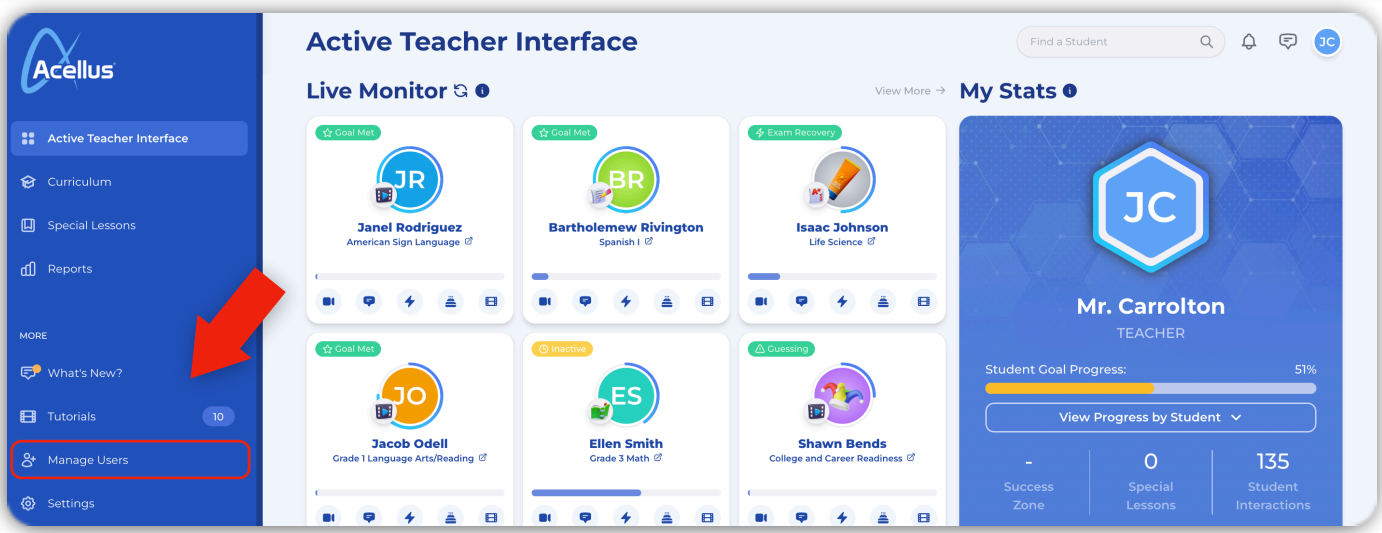 Acellus
Active Teacher Interface
Curriculum
Special Lessons
Reports
MORE
What's New?
Tutorials
10
Manage Users
Settings
Active Teacher Interface
Find a Student
JC
Live Monitor
View More →
Goal Met
JR
Janel Rodriguez
American Sign Language
Goal Met
BR
Bartholemew Rivington
Spanish I
Exam Recovery
Isaac Johnson
Life Science
Goal Met
JO
Jacob Odell
Grade 1 Language Arts/Reading
Inactive
ES
Ellen Smith
Grade 3 Math
Guessing
Shawn Bends
College and Career Readiness
My Stats
JC
Mr. Carrolton
TEACHER
Student Goal Progress: 51%
View Progress by Student
-
Success
Zone
0
Special
Lessons
135
Student
Interactions